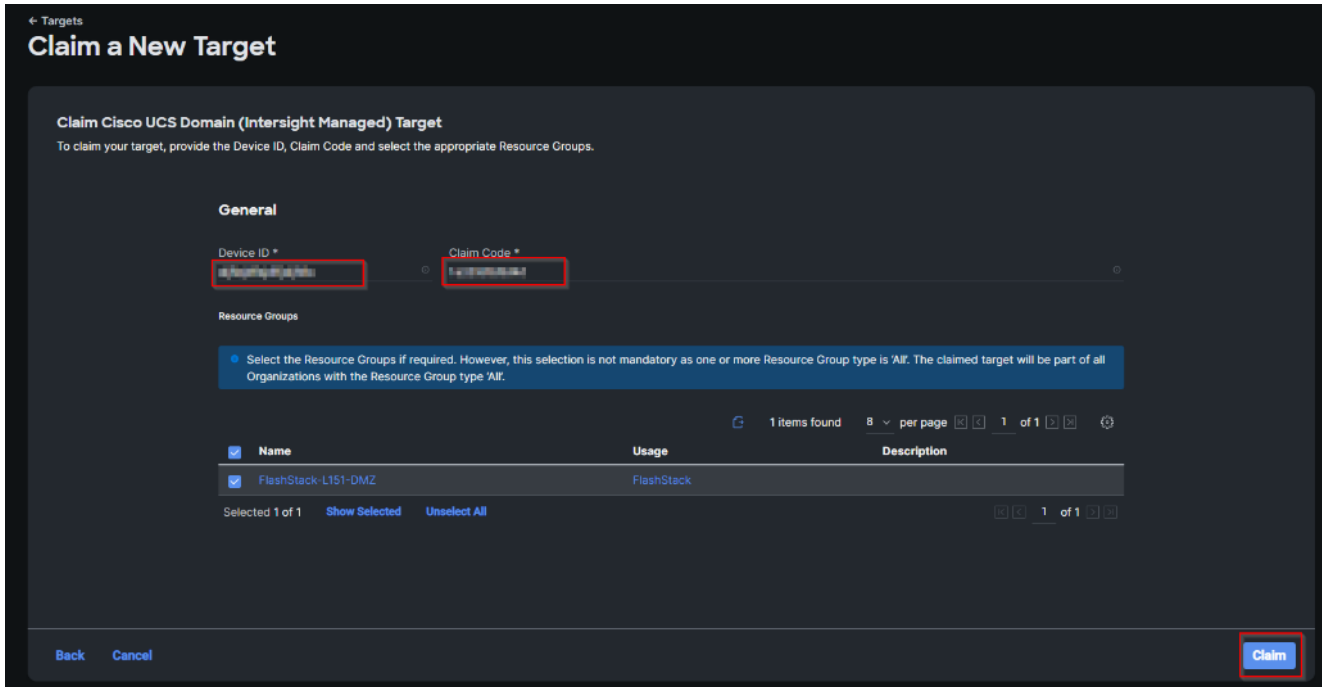 ← Targets
Claim a New Target
Claim Cisco UCS Domain (Intersight Managed) Target
To claim your target, provide the Device ID, Claim Code and select the appropriate Resource Groups.
General
Device ID * Claim Code *
Resource Groups
Select the Resource Groups if required. However, this selection is not mandatory as one or more Resource Group type is 'All'. The claimed target will be part of all
Organizations with the Resource Group type 'All'.
1 items found 8 per page 1 of 1
Name Usage Description
FlashStack-L151-DMZ FlashStack
Selected 1 of 1 Show Selected Unselect All 1 of 1
Back Cancel Claim